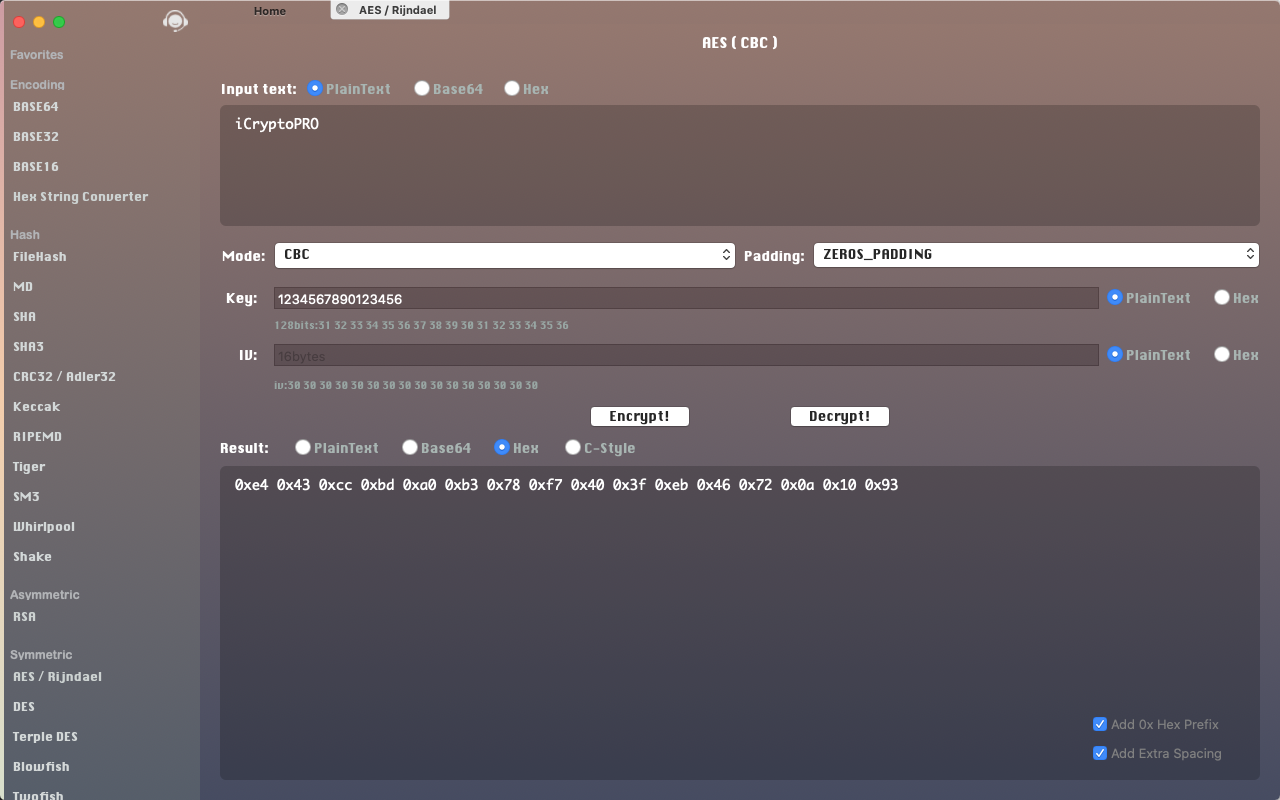 Home
AES / Rijndael
AES ( CBC )
Favorites
Encoding
BASE64
BASE32
BASE16
Hex String Converter
Hash
FileHash
MD
SHA
SHA3
CRC32 / Adler32
Keccak
RIPEMD
Tiger
SM3
Whirlpool
Shake
Asymmetric
RSA
Symmetric
AES / Rijndael
DES
Terple DES
Blowfish
Twofish
Input text: PlainText Base64 Hex
iCryptoPRO
Mode: CBC Padding: ZEROS_PADDING
Key: 1234567890123456 PlainText Hex
128bits:31 32 33 34 35 36 37 38 39 30 31 32 33 34 35 36
IV: 16bytes PlainText Hex
iv:30 30 30 30 30 30 30 30 30 30 30 30 30 30 30 30
Encrypt! Decrypt!
Result: PlainText Base64 Hex C-Style
0xe4 0x43 0xcc 0xbd 0xa0 0xb3 0x78 0xf7 0x40 0x3f 0xeb 0x46 0x72 0x0a 0x10 0x93
Add 0x Hex Prefix
Add Extra Spacing